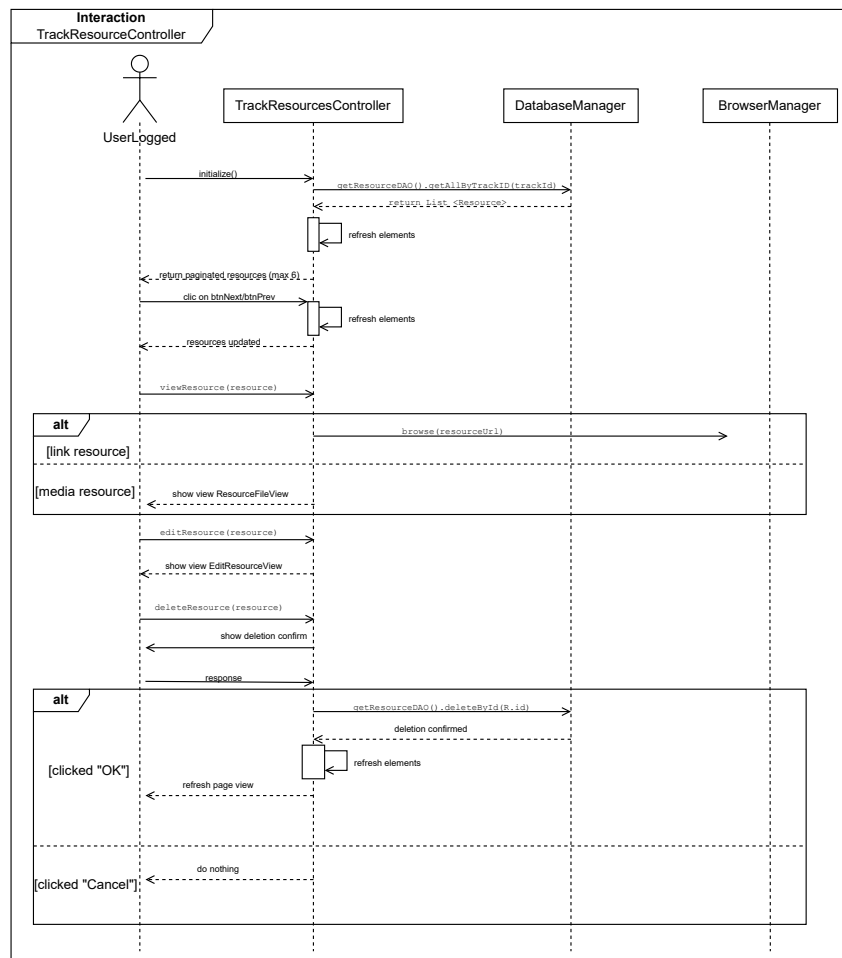 Interaction
TrackResourceController
UserLogged
TrackResourcesController
DatabaseManager
BrowserManager
initialize()
getResourceDAO().getAllByTrackID(trackId)
return List <Resource>
refresh elements
return paginated resources (max 6)
clic on btnNext/btnPrev
refresh elements
resources updated
viewResource(resource)
alt
browse(resourceUrl)
[link resource]
[media resource]
show view ResourceFileView
editResource(resource)
show view EditResourceView
deleteResource(resource)
show deletion confirm
response
alt
getResourceDAO().deleteById(R.id)
deletion confirmed
[clicked "OK"]
refresh elements
refresh page view
do nothing
[clicked "Cancel"]